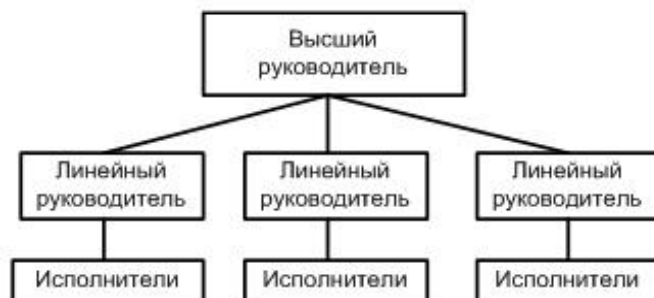 Высший
руководитель
Линейный
руководитель
Линейный
руководитель
Линейный
руководитель
Исполнители
Исполнители
Исполнители